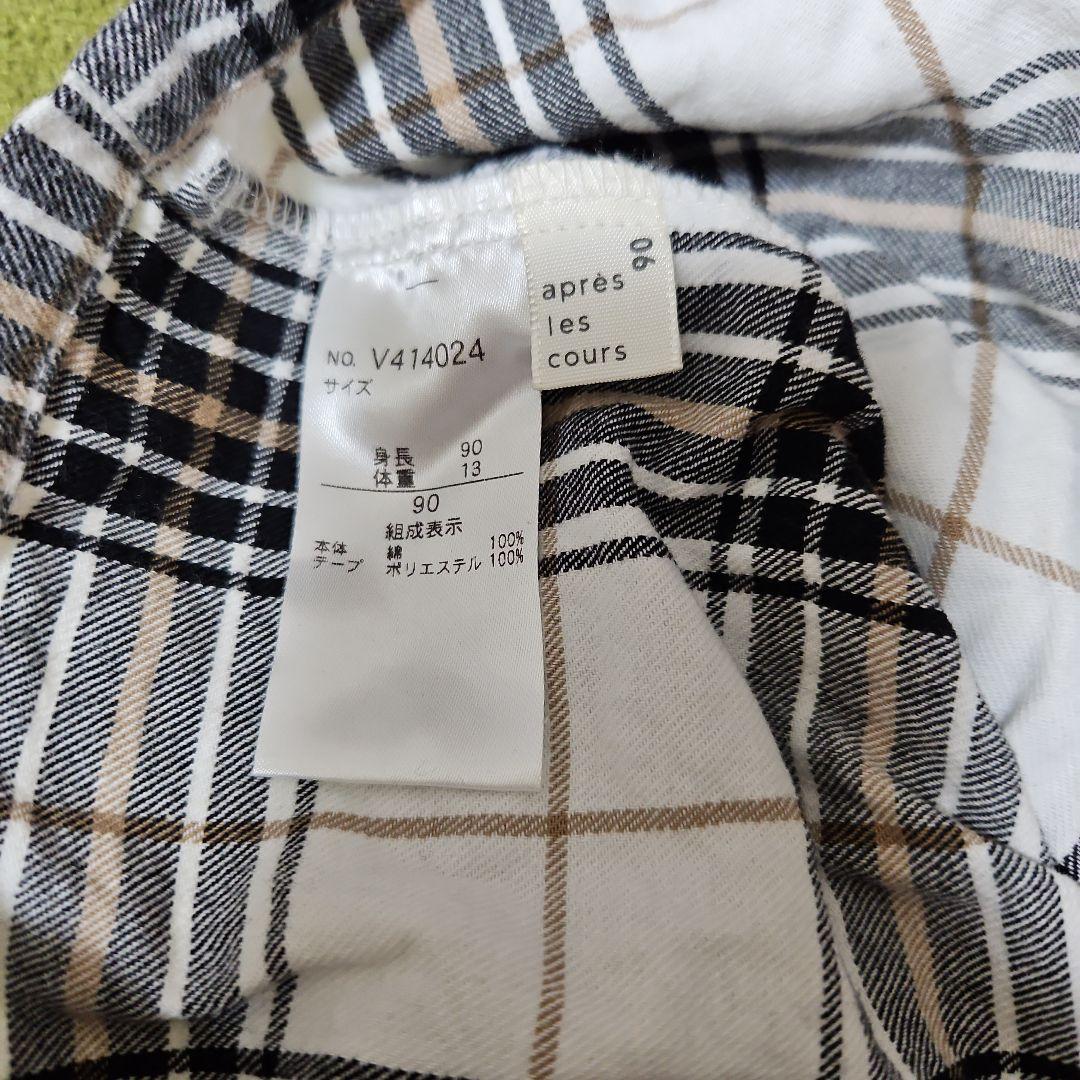 après
les
cours
90
NO. V414024
サイズ
身長 90
体重 13
90
組成表示
本体 綿 100%
テープ ポリエステル 100%